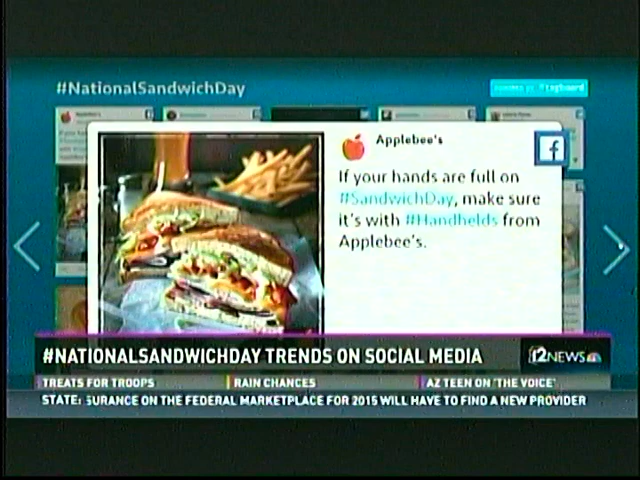 #NationalSandwichDay
Applebee's
If your hands are full on
#SandwichDay, make sure
it's with #Handhelds from
Applebee's.
#NATIONALSANDWICHDAY TRENDS ON SOCIAL MEDIA
12NEWS
TREATS FOR TROOPS
RAIN CHANCES
AZ TEEN ON 'THE VOICE'
STATE: SURANCE ON THE FEDERAL MARKETPLACE FOR 2015 WILL HAVE TO FIND A NEW PROVIDER